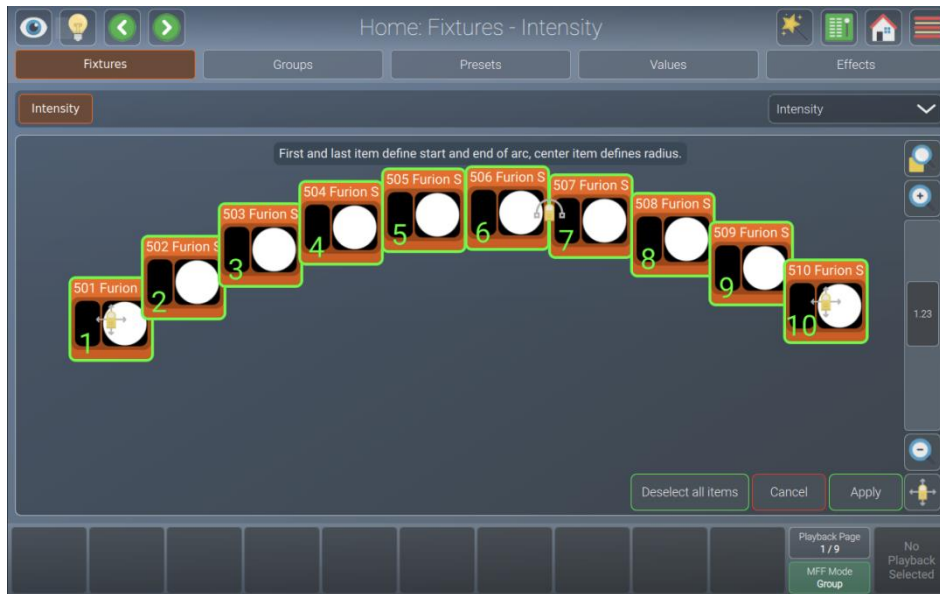 Home: Fixtures - Intensity
Fixtures
Groups
Presets
Values
Effects
Intensity
Intensity
First and last item define start and end of arc, center item defines radius.
501 Furion
1
502 Furion S
2
503 Furion S
3
504 Furion S
4
505 Furion S
5
506 Furion S
6
507 Furion S
7
508 Furion S
8
509 Furion S
9
510 Furion S
10
1.23
Deselect all items
Cancel
Apply
Playback Page
1 / 9
MFF Mode
Group
No
Playback
Selected